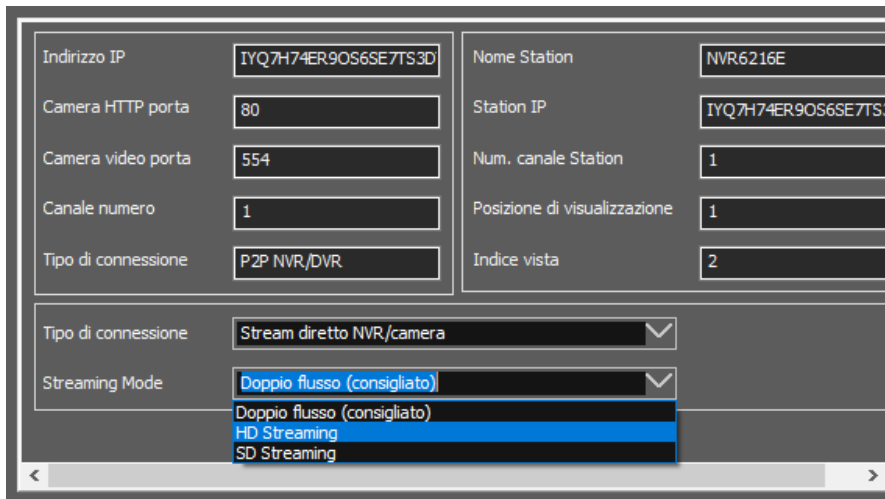 Indirizzo IP
IYQ7H74ER9OS6SE7TS3D
Camera HTTP porta
80
Camera video porta
554
Canale numero
1
Tipo di connessione
P2P NVR/DVR
Nome Station
NVR6216E
Station IP
IYQ7H74ER9OS6SE7TS
Num. canale Station
1
Posizione di visualizzazione
1
Indice vista
2
Tipo di connessione
Stream diretto NVR/camera
Streaming Mode
Doppio flusso (consigliato)
Doppio flusso (consigliato)
HD Streaming
SD Streaming